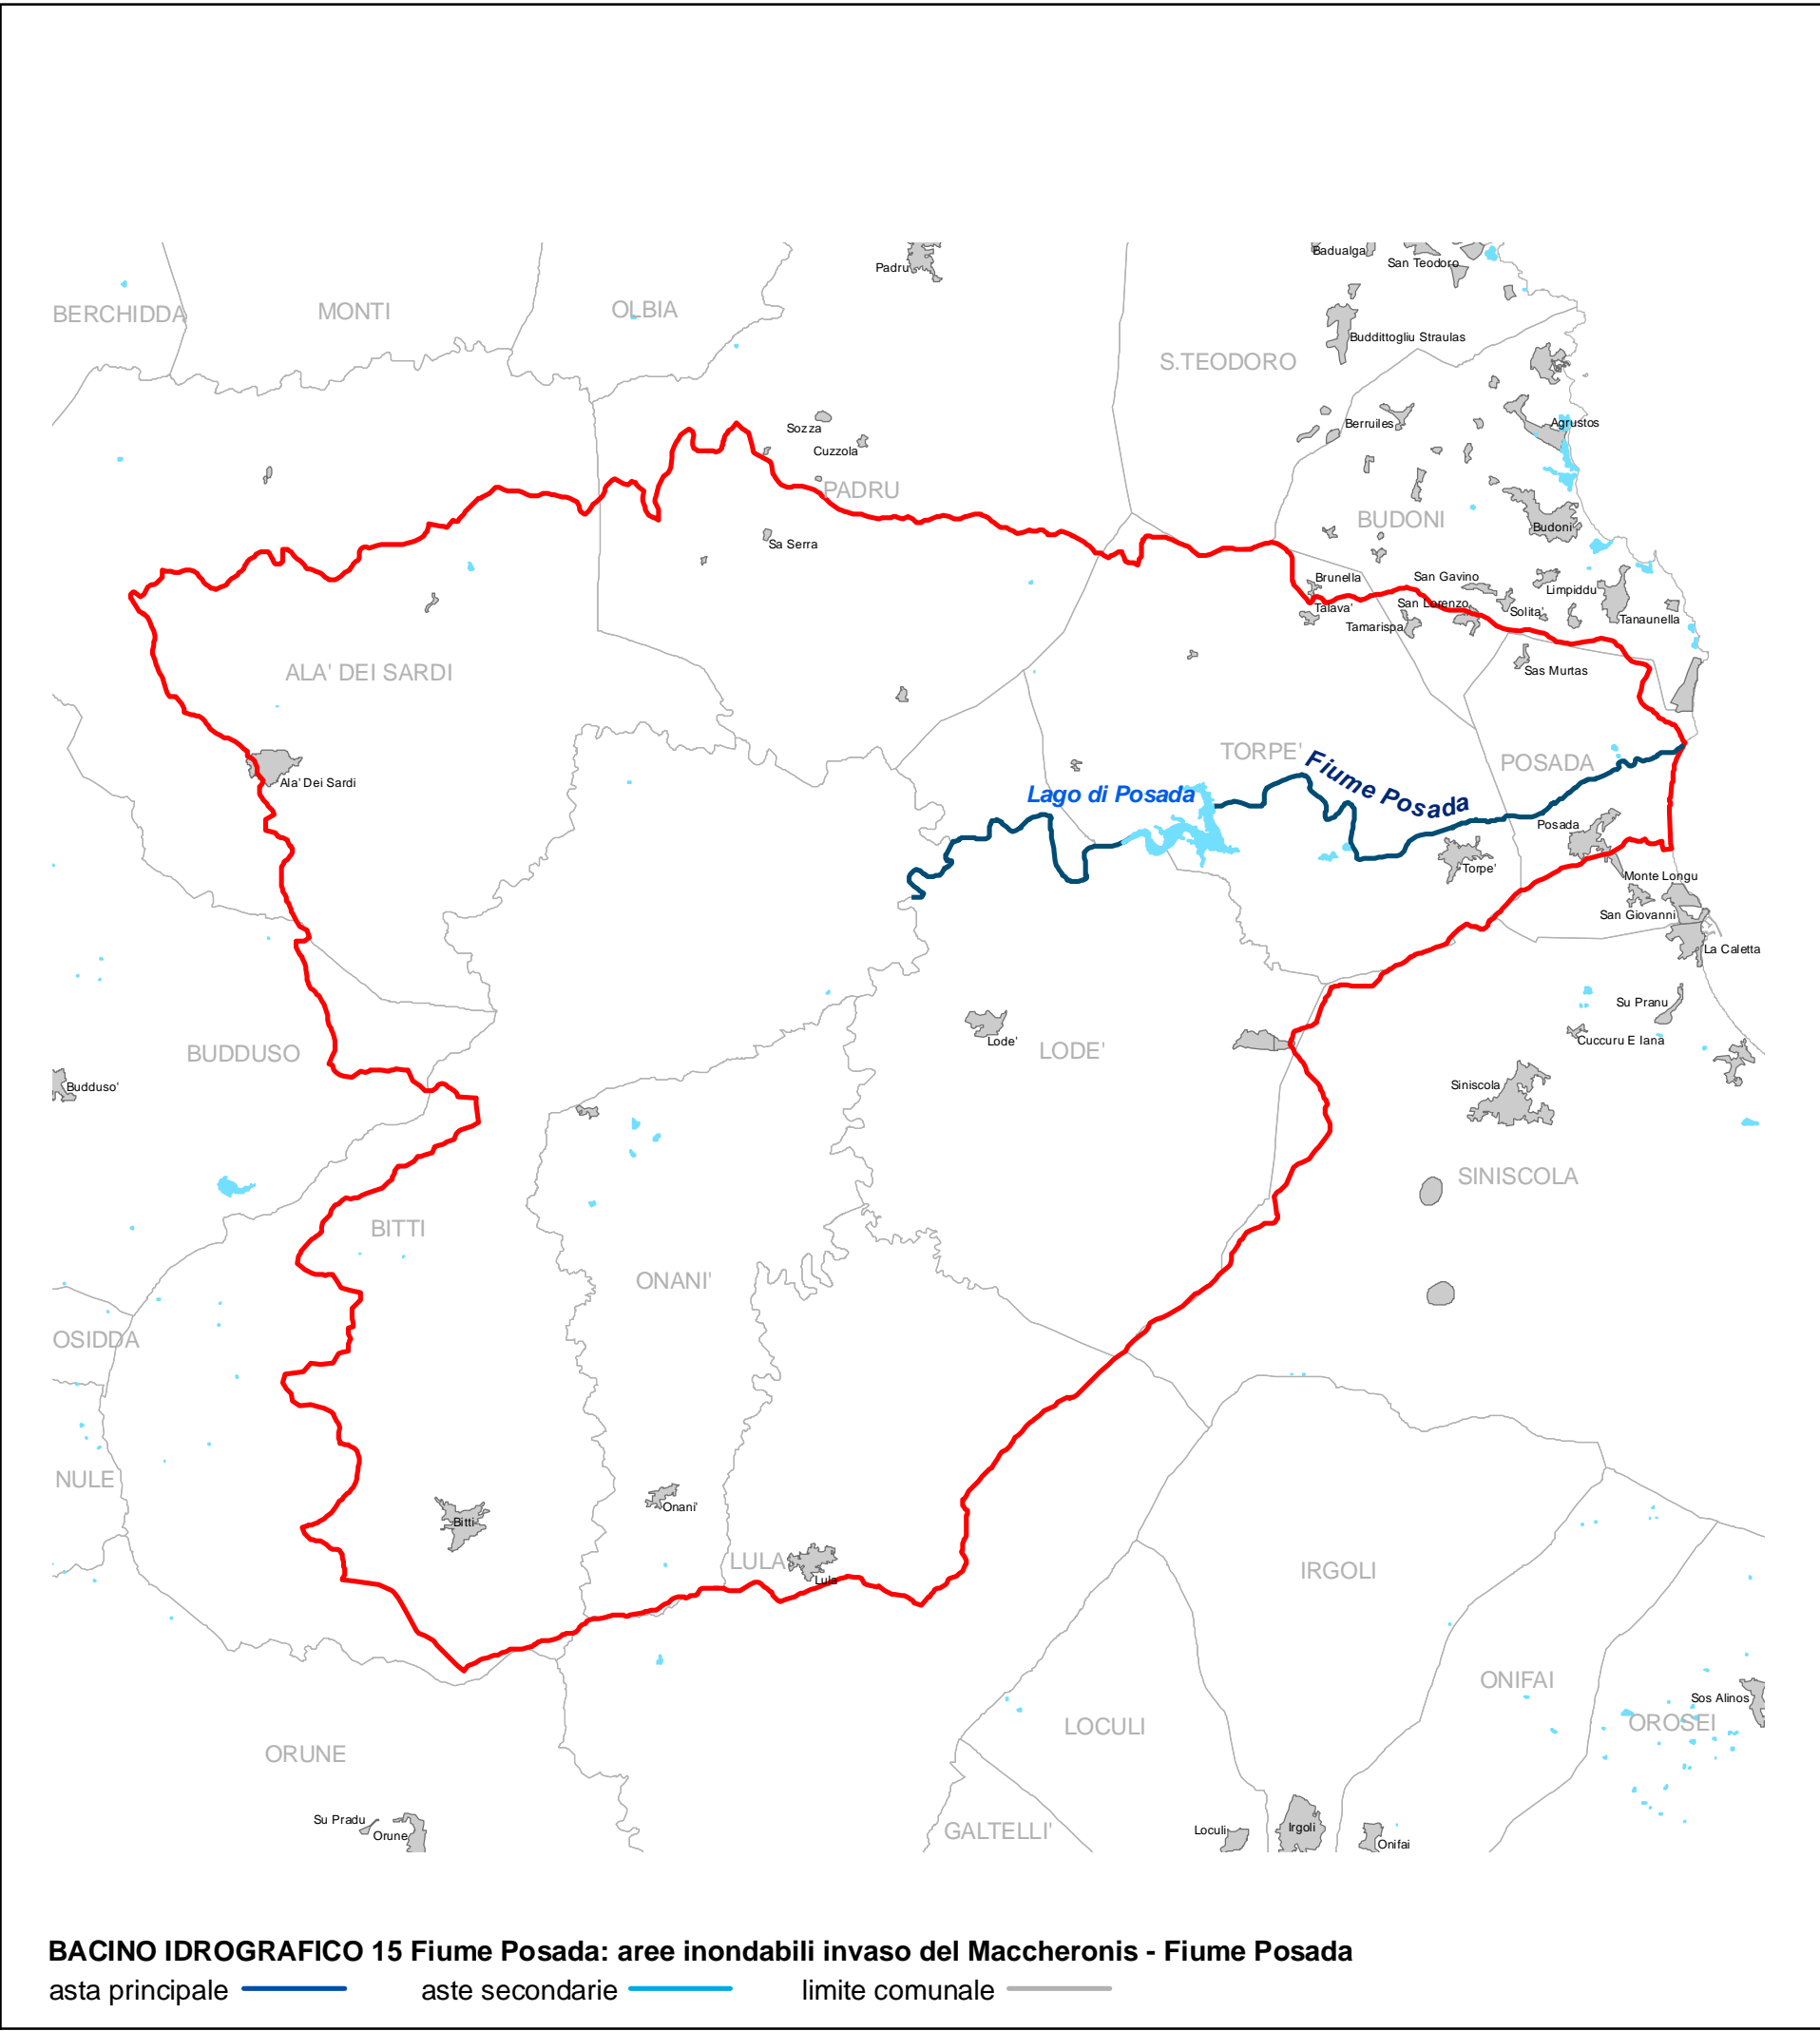 Badualga
San Teodoro
Padru
BERCHIDDA
MONTI
OLBIA
Buddittogliu Straulas
S.TEODORO
Sozza
Cuzzola
Berruiles
Agrustos
PADRU
BUDONI
Budoni
Sa Serra
Brunella
San Gavino
Limpiddu
Talava'
San Lorenzo
Solita'
Tamarispa
Tanaunella
ALA' DEI SARDI
Sas Murtas
TORPE'
POSADA
Ala' Dei Sardi
Lago di Posada
Fiume Posada
Posada
Torpe'
Monte Longu
San Giovanni
La Caletta
Su Pranu
Lode'
LODE'
Cuccuru E Iana
BUDDUSO
Budduso'
Siniscola
SINISCOLA
BITTI
ONANI'
OSIDDA
NULE
Onani'
Bitti
LULA
Lula
IRGOLI
ONIFAI
Sos Alinos
OROSEI
LOCULI
ORUNE
Su Pradu
Orune
GALTELLI'
Loculi
Irgoli
Onifai
BACINO IDROGRAFICO 15 Fiume Posada: aree inondabili invaso del Maccheronis - Fiume Posada
asta principale aste secondarie limite comunale